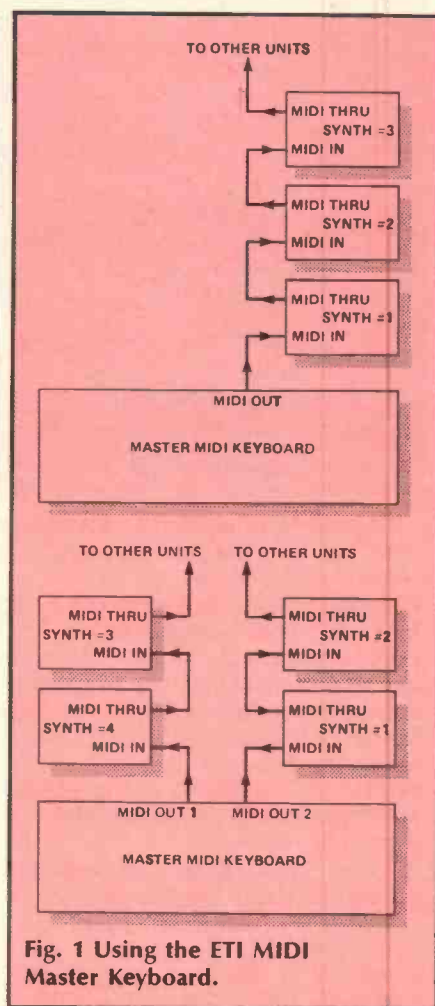 TO OTHER UNITS
MIDI THRU
SYNTH =3
MIDI IN
MIDI THRU
SYNTH =2
MIDI IN
MIDI THRU
SYNTH =1
MIDI IN
MIDI OUT
MASTER MIDI KEYBOARD
TO OTHER UNITS TO OTHER UNITS
MIDI THRU
SYNTH =3
MIDI IN
MIDI THRU
SYNTH =4
MIDI IN
MIDI THRU
SYNTH =2
MIDI IN
MIDI THRU
SYNTH =1
MIDI IN
MIDI OUT 1 MIDI OUT 2
MASTER MIDI KEYBOARD
Fig. 1 Using the ETI MIDI
Master Keyboard.